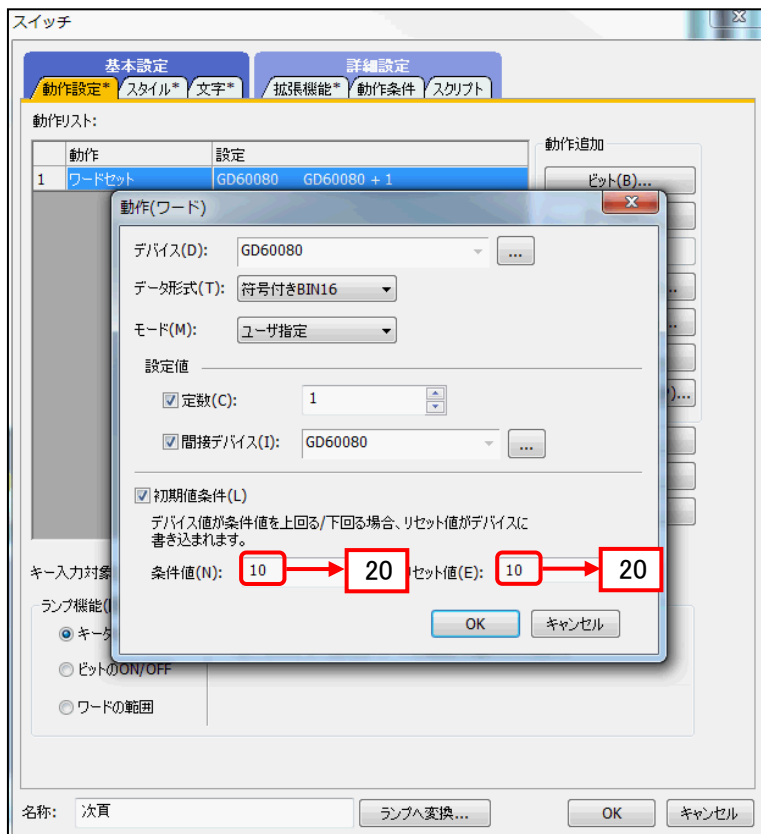 スイッチ
基本設定 詳細設定
動作設定* スタイル* 文字* 拡張機能* 動作条件 スクリプト
動作リスト:
動作追加
動作 設定
1 ワードセット GD60080 GD60080 + 1
ビット(B)...
動作(ワード)
デバイス(D): GD60080 ...
データ形式(T): 符号付きBIN16
モード(M): ユーザ指定
設定値
定数(C): 1
間接デバイス(I): GD60080 ...
初期値条件(L)
デバイス値が条件値を上回る/下回る場合、リセット値がデバイスに
書き込まれます。
条件値(N): 10 20 リセット値(E): 10 20
キー入力対象
OK キャンセル
ランプ機能(
キータ
ビットのON/OFF
ワードの範囲
名称: 次頁 ランプへ変換... OK キャンセル